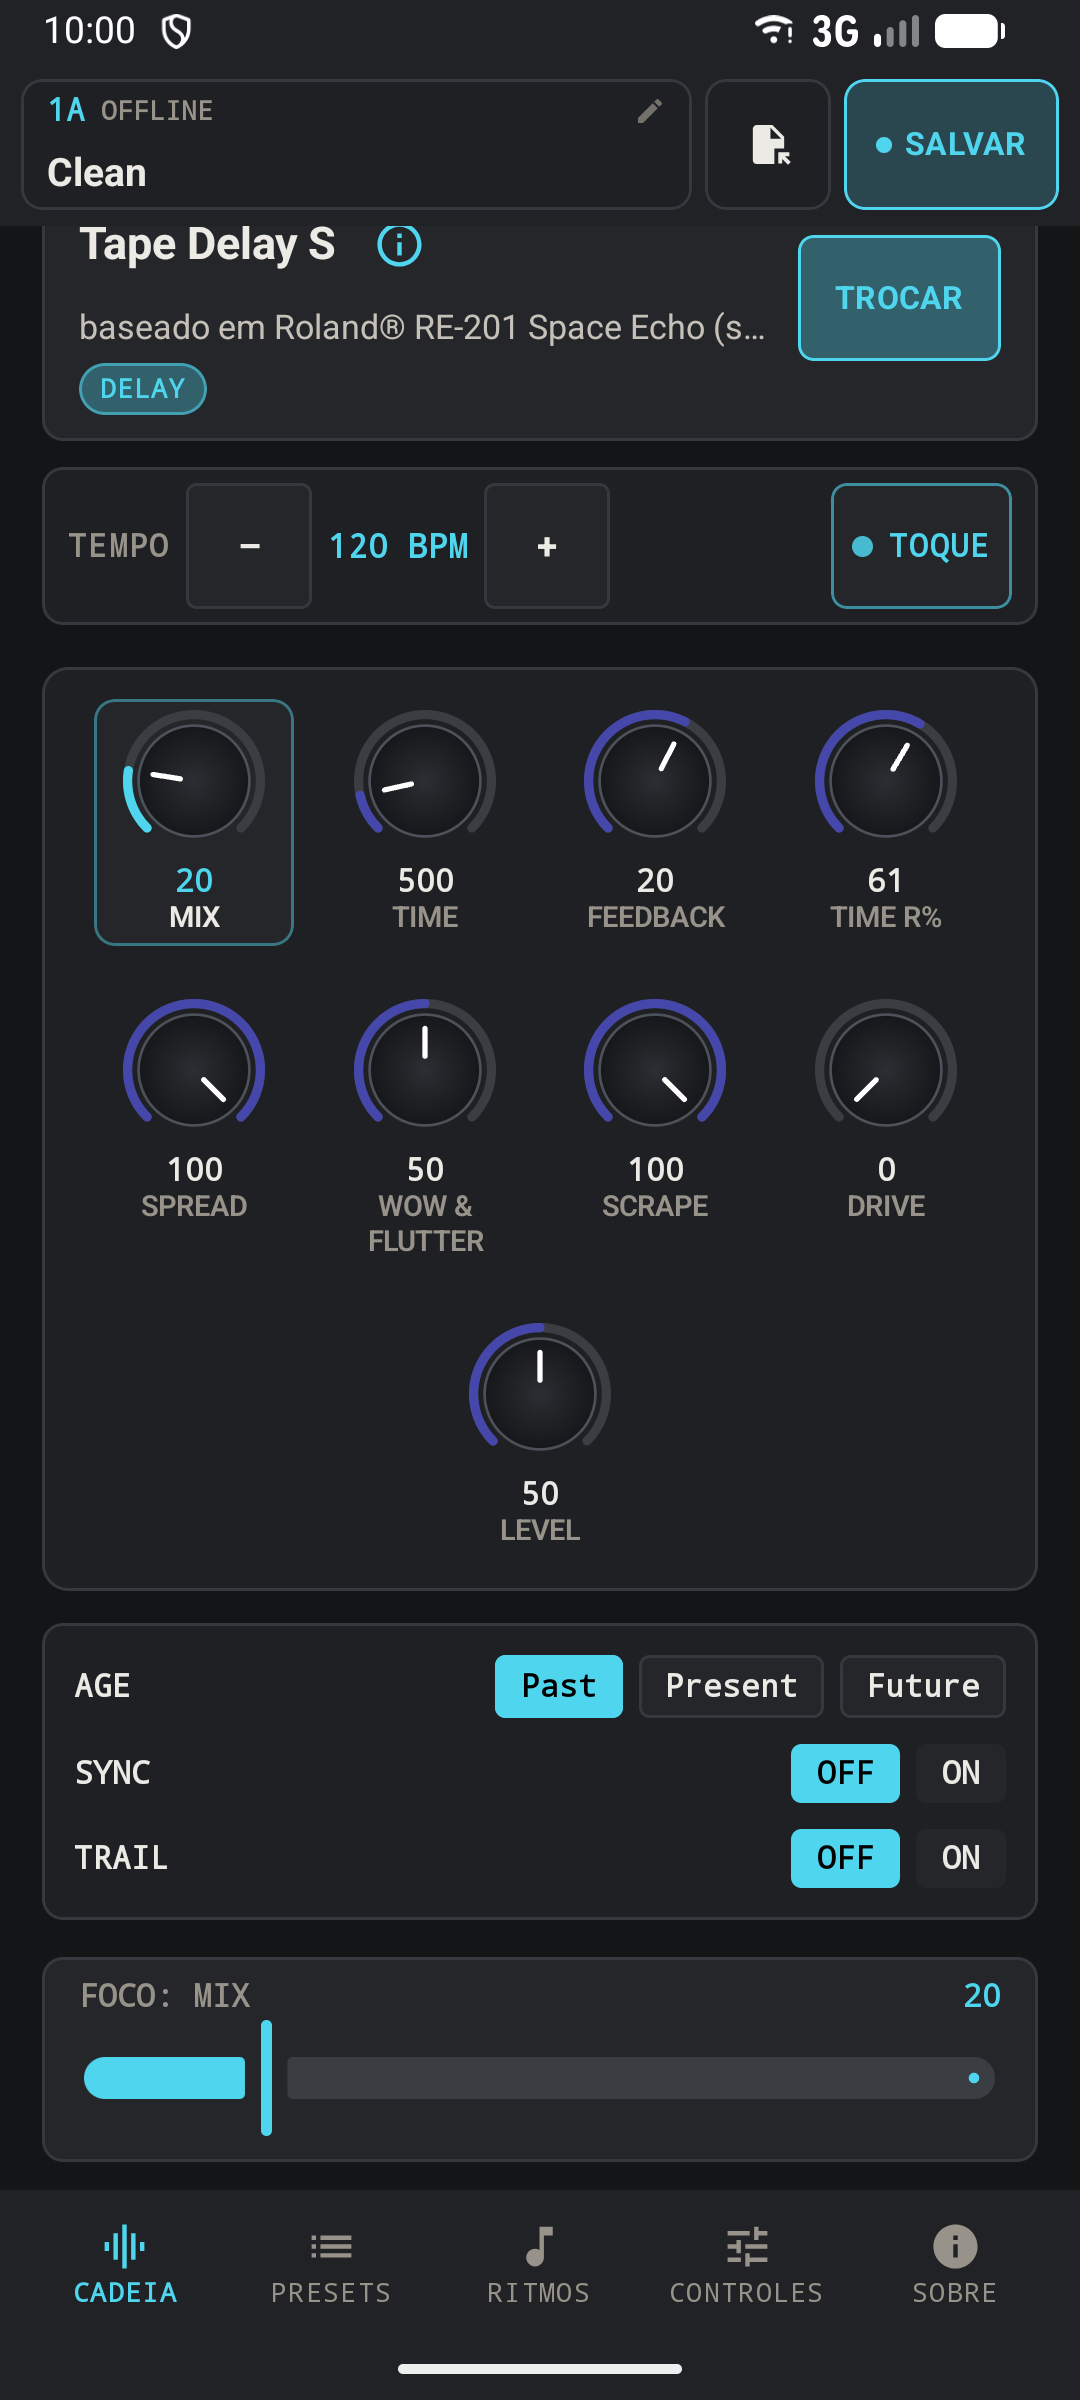 10:00
3G
1A OFFLINE
Clean
SALVAR
Tape Delay S
baseado em Roland® RE-201 Space Echo (s…
DELAY
TROCAR
TEMPO − 120 BPM + TOQUE
20
MIX
500
TIME
20
FEEDBACK
61
TIME R%
100
SPREAD
50
WOW &
FLUTTER
100
SCRAPE
0
DRIVE
50
LEVEL
AGE Past Present Future
SYNC OFF ON
TRAIL OFF ON
FOCO: MIX 20
CADEIA PRESETS RITMOS CONTROLES SOBRE